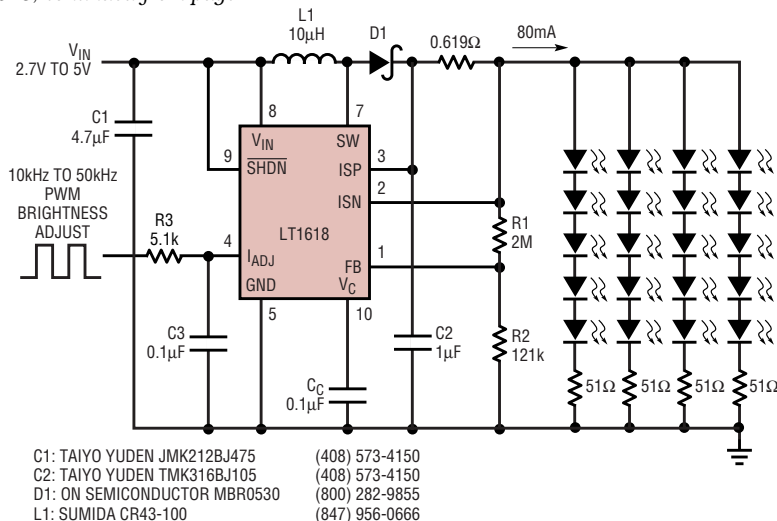 L1
10µH
D1
0.619Ω
80mA
VIN
2.7V TO 5V
C1
4.7µF
8
7
VIN
SW
9
SHDN
ISP
3
ISN
2
10kHz TO 50kHz
PWM
BRIGHTNESS
ADJUST
R3
5.1k
4
IADJ
LT1618
FB
1
GND
VC
5
10
R1
2M
R2
121k
C3
0.1µF
CC
0.1µF
C2
1µF
51Ω
51Ω
51Ω
51Ω
C1: TAIYO YUDEN JMK212BJ475 (408) 573-4150
C2: TAIYO YUDEN TMK316BJ105 (408) 573-4150
D1: ON SEMICONDUCTOR MBR0530 (800) 282-9855
L1: SUMIDA CR43-100 (847) 956-0666